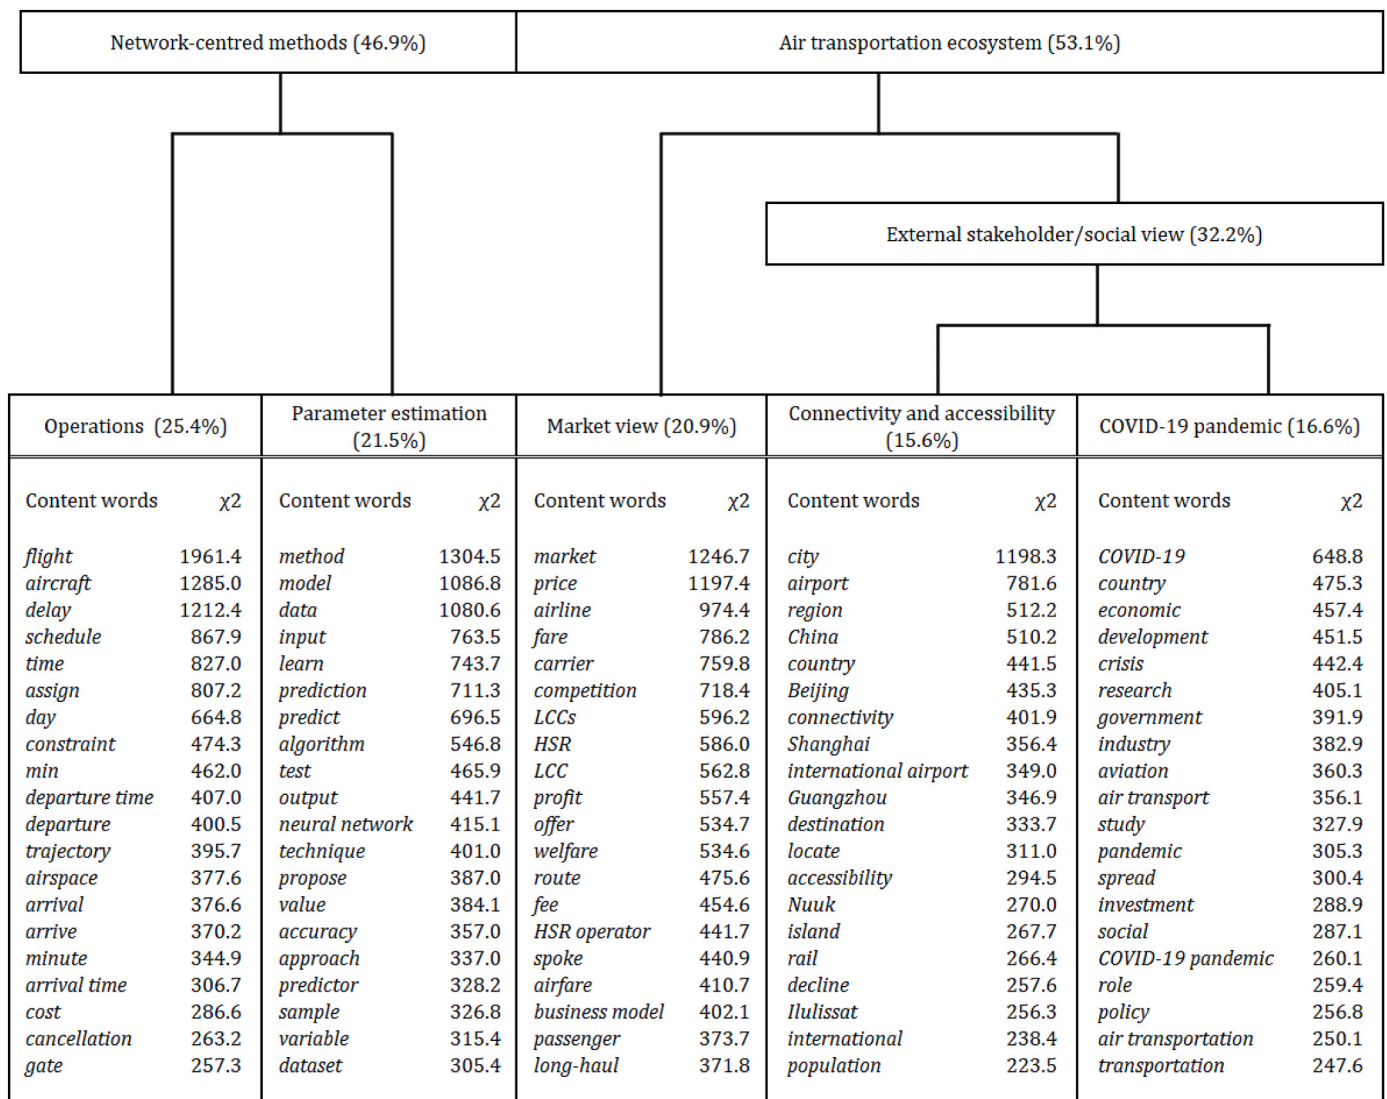 Network-centred methods (46.9%) Air transportation ecosystem (53.1%)
External stakeholder/social view (32.2%)
Operations (25.4%)
Parameter estimation
(21.5%)
Market view (20.9%)
Connectivity and accessibility
(15.6%)
COVID-19 pandemic (16.6%)
Content words χ2 Content words χ2 Content words χ2 Content words χ2 Content words χ2
flight 1961.4 method 1304.5 market 1246.7 city 1198.3 COVID-19 648.8
aircraft 1285.0 model 1086.8 price 1197.4 airport 781.6 country 475.3
delay 1212.4 data 1080.6 airline 974.4 region 512.2 economic 457.4
schedule 867.9 input 763.5 fare 786.2 China 510.2 development 451.5
time 827.0 learn 743.7 carrier 759.8 country 441.5 crisis 442.4
assign 807.2 prediction 711.3 competition 718.4 Beijing 435.3 research 405.1
day 664.8 predict 696.5 LCCs 596.2 connectivity 401.9 government 391.9
constraint 474.3 algorithm 546.8 HSR 586.0 Shanghai 356.4 industry 382.9
min 462.0 test 465.9 LCC 562.8 international airport 349.0 aviation 360.3
departure time 407.0 output 441.7 profit 557.4 Guangzhou 346.9 air transport 356.1
departure 400.5 neural network 415.1 offer 534.7 destination 333.7 study 327.9
trajectory 395.7 technique 401.0 welfare 534.6 locate 311.0 pandemic 305.3
airspace 377.6 propose 387.0 route 475.6 accessibility 294.5 spread 300.4
arrival 376.6 value 384.1 fee 454.6 Nuuk 270.0 investment 288.9
arrive 370.2 accuracy 357.0 HSR operator 441.7 island 267.7 social 287.1
minute 344.9 approach 337.0 spoke 440.9 rail 266.4 COVID-19 pandemic 260.1
arrival time 306.7 predictor 328.2 airfare 410.7 decline 257.6 role 259.4
cost 286.6 sample 326.8 business model 402.1 Ilulissat 256.3 policy 256.8
cancellation 263.2 variable 315.4 passenger 373.7 international 238.4 air transportation 250.1
gate 257.3 dataset 305.4 long-haul 371.8 population 223.5 transportation 247.6